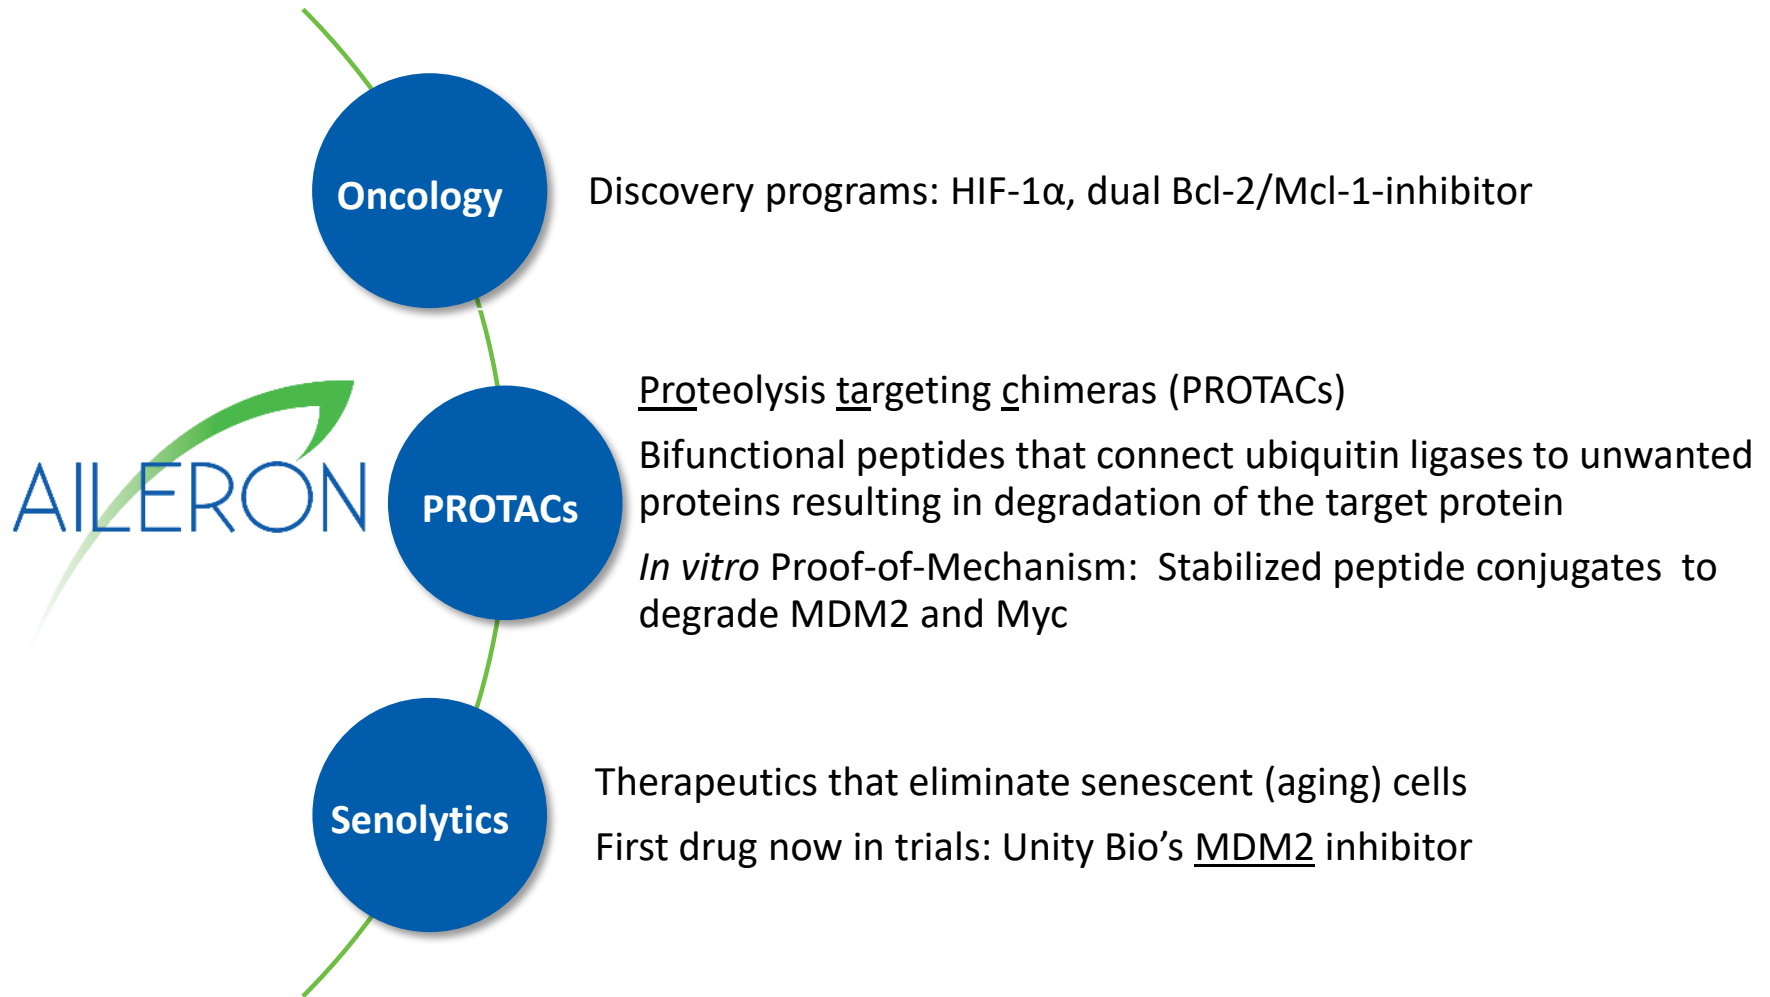 Oncology
Discovery programs: HIF-1α, dual Bcl-2/Mcl-1-inhibitor
AILERON
PROTACs
Proteolysis targeting chimeras (PROTACs)
Bifunctional peptides that connect ubiquitin ligases to unwanted
proteins resulting in degradation of the target protein
In vitro Proof-of-Mechanism:  Stabilized peptide conjugates  to
degrade MDM2 and Myc
Senolytics
Therapeutics that eliminate senescent (aging) cells
First drug now in trials: Unity Bio’s MDM2 inhibitor